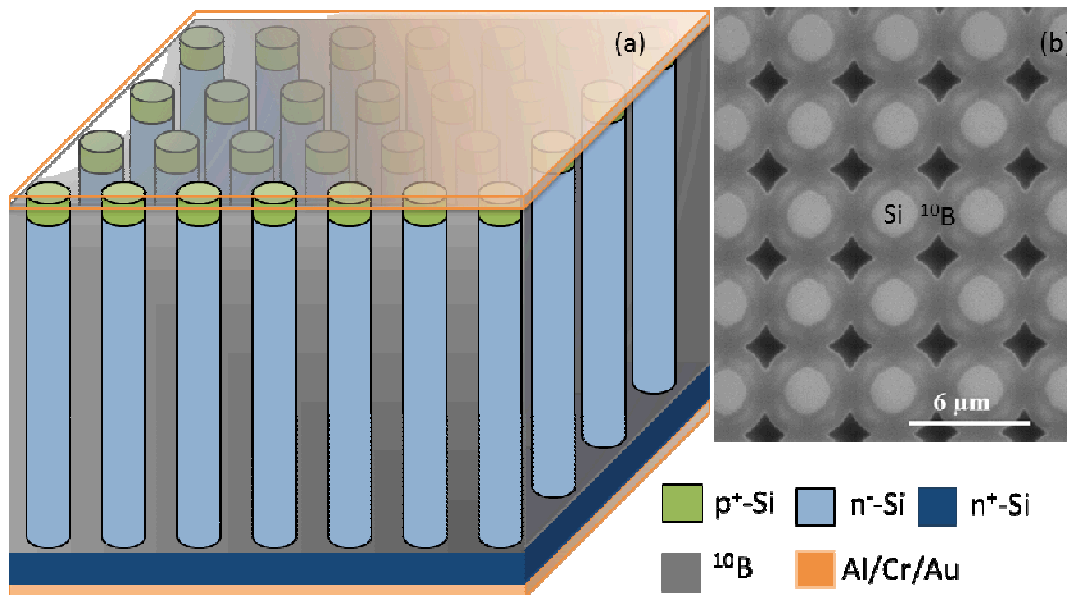 (a)
(b)
Si ¹⁰B
6 µm
p⁺-Si n⁻-Si n⁺-Si
¹⁰B Al/Cr/Au